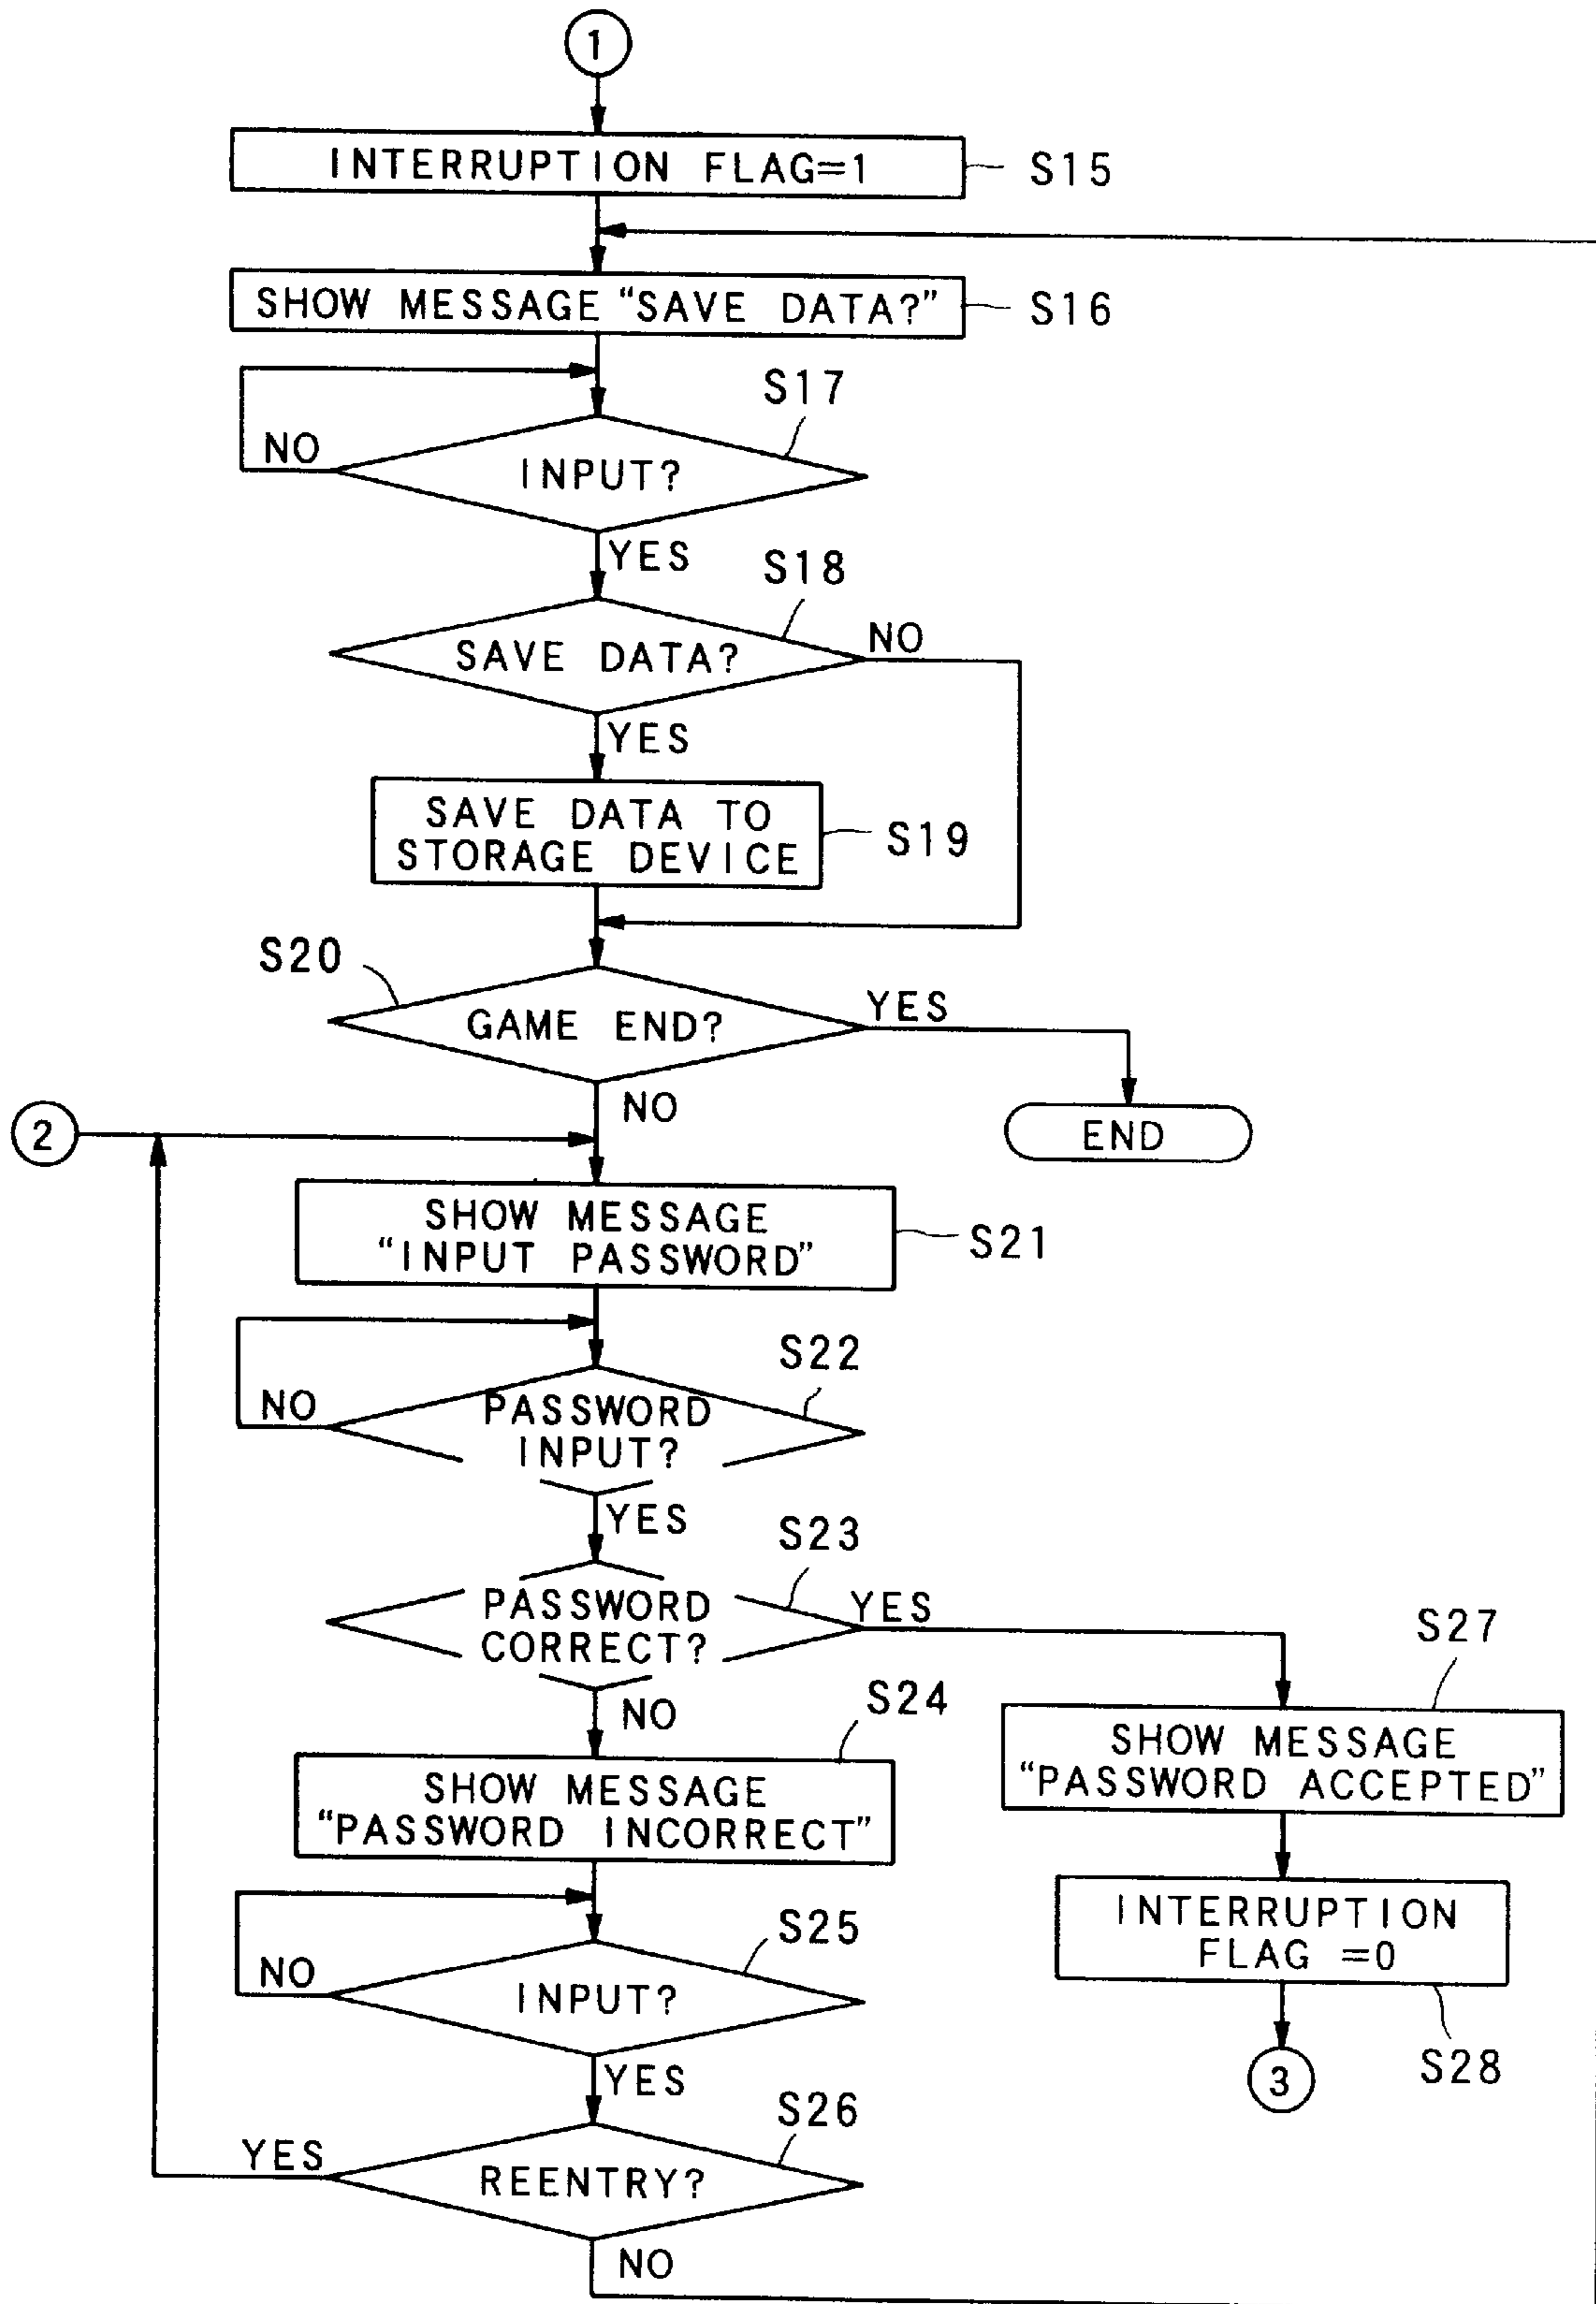 1
INTERRUPTION FLAG=1
S15
SHOW MESSAGE “SAVE DATA?”
S16
S17
NO
INPUT?
YES
S18
SAVE DATA?
NO
YES
SAVE DATA TO
STORAGE DEVICE
S19
S20
GAME END?
YES
NO
END
2
SHOW MESSAGE
“INPUT PASSWORD”
S21
S22
NO
PASSWORD
INPUT?
YES
S23
PASSWORD
CORRECT?
YES
NO
S24
S27
SHOW MESSAGE
“PASSWORD INCORRECT”
SHOW MESSAGE
“PASSWORD ACCEPTED”
S25
NO
INPUT?
YES
INTERRUPTION
FLAG =0
S28
3
S26
YES
REENTRY?
NO